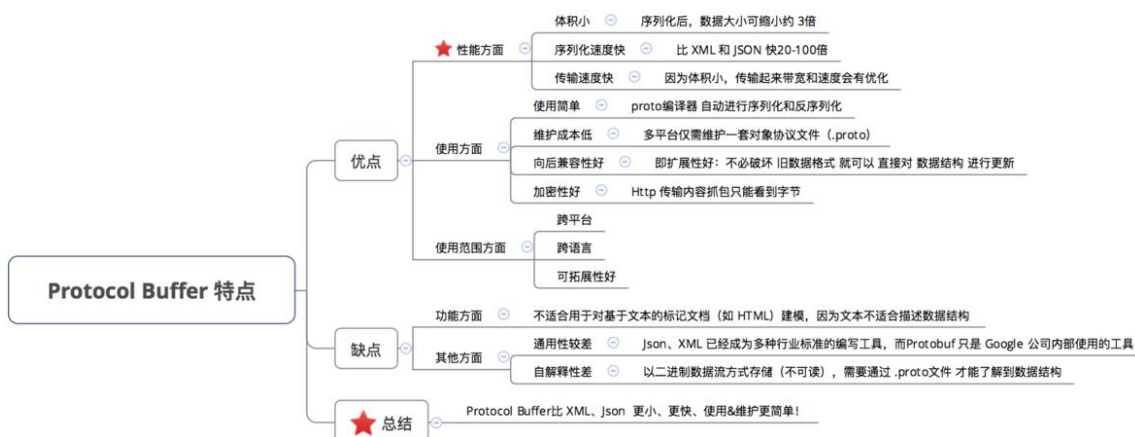 Protocol Buffer 特点
优点
性能方面
体积小
序列化后，数据大小可缩小约 3倍
序列化速度快
比 XML 和 JSON 快20-100倍
传输速度快
因为体积小，传输起来带宽和速度会有优化
使用方面
使用简单
proto编译器 自动进行序列化和反序列化
维护成本低
多平台仅需维护一套对象协议文件（.proto）
向后兼容性好
即扩展性好：不必破坏 旧数据格式 就可以 直接对 数据结构 进行更新
加密性好
Http 传输内容抓包只能看到字节
使用范围方面
跨平台
跨语言
可拓展性好
缺点
功能方面
不适合用于对基于文本的标记文档（如 HTML）建模，因为文本不适合描述数据结构
其他方面
通用性较差
Json、XML 已经成为多种行业标准的编写工具，而Protobuf 只是 Google 公司内部使用的工具
自解释性差
以二进制数据流方式存储（不可读），需要通过 .proto文件 才能了解到数据结构
总结
Protocol Buffer比 XML、Json 更小、更快、使用&维护更简单！